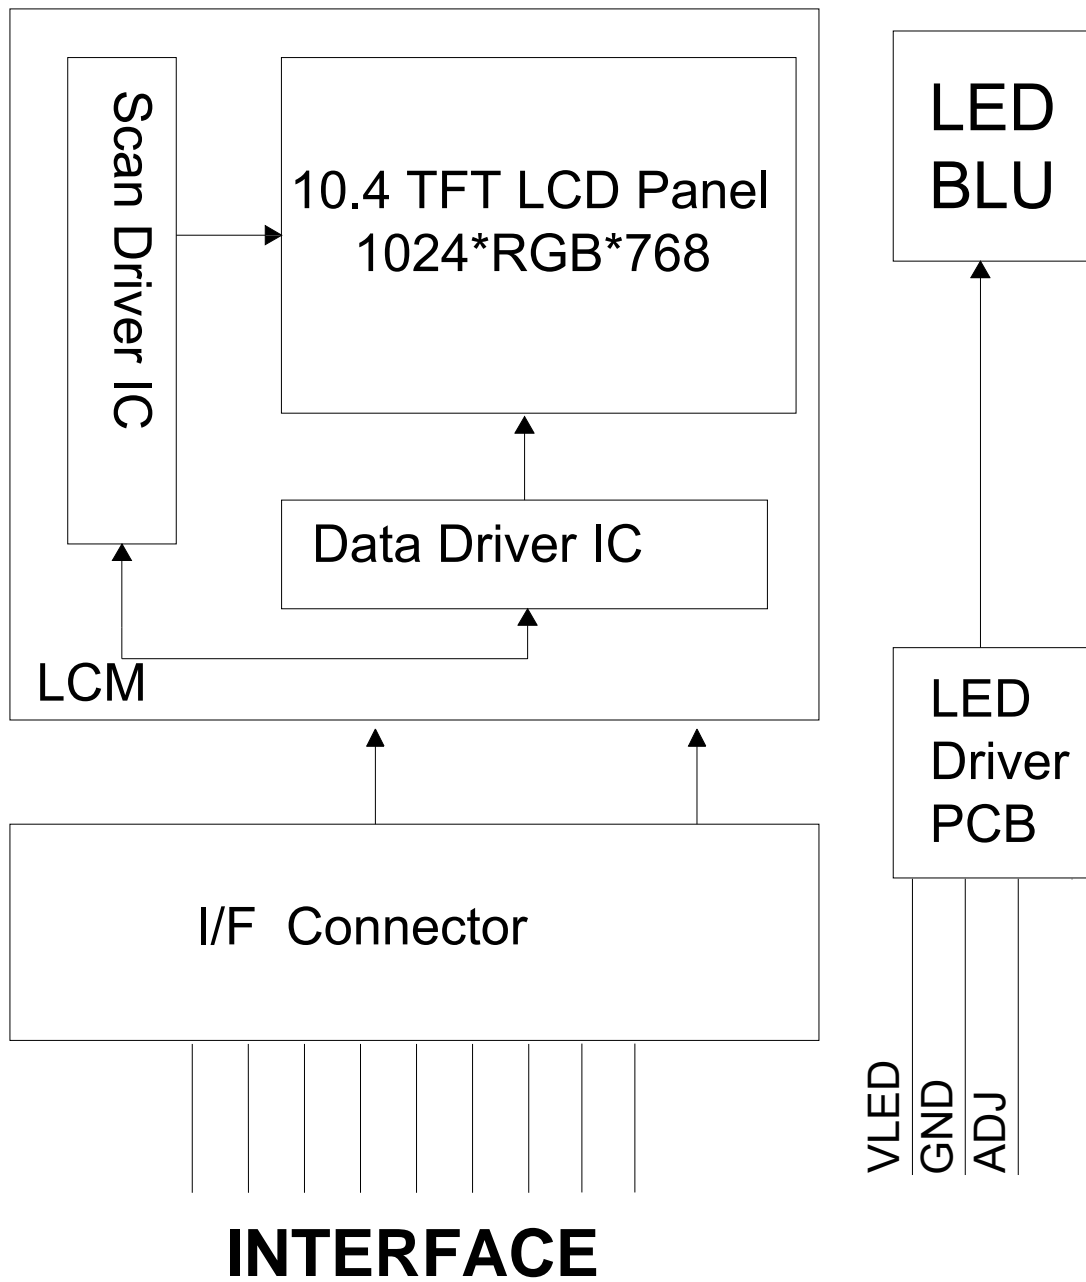 Scan Driver IC
10.4 TFT LCD Panel
1024*RGB*768
Data Driver IC
LCM
I/F Connector
INTERFACE
LED
BLU
LED
Driver
PCB
VLED
GND
ADJ